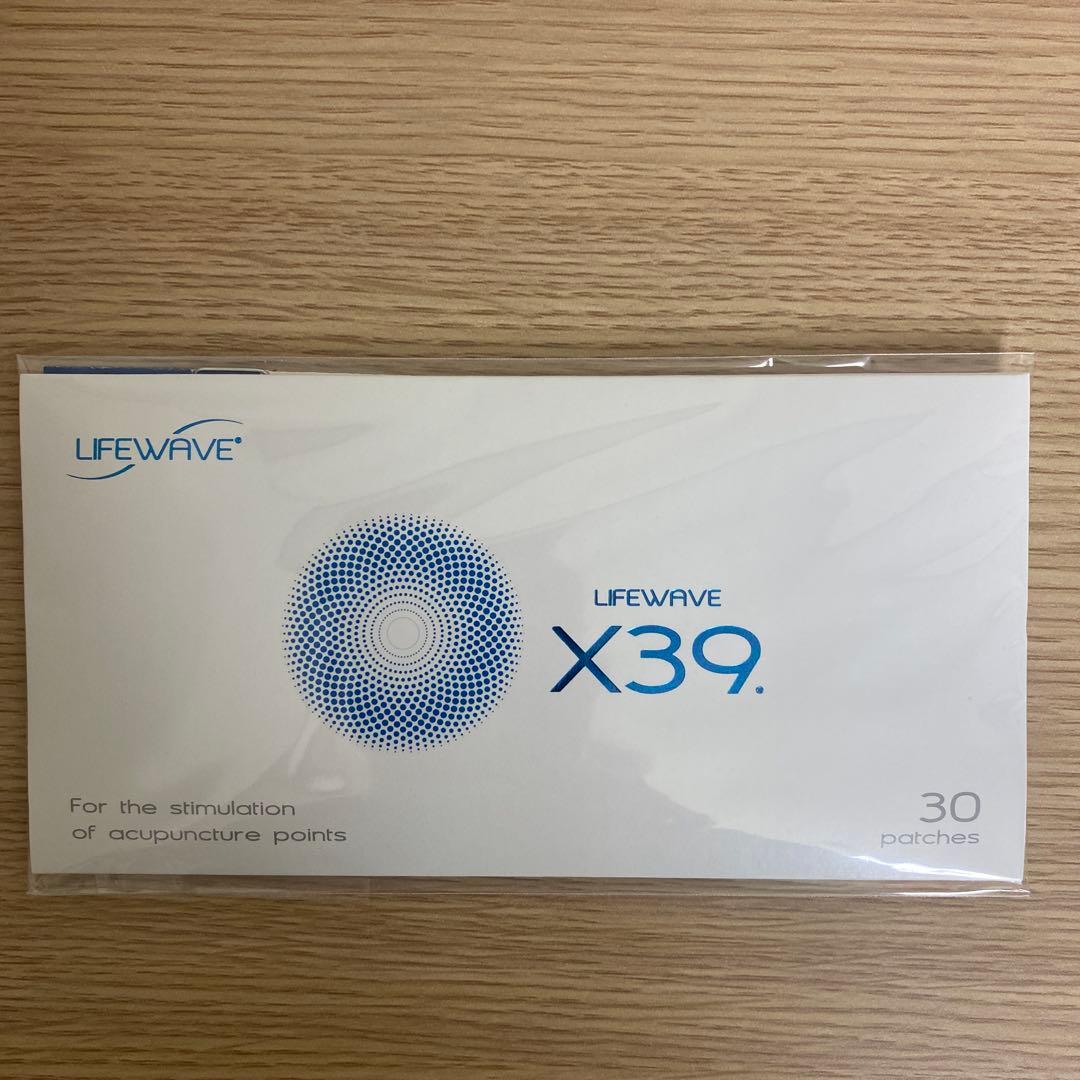 LIFEWAVE®
LIFEWAVE
X39®
For the stimulation
of acupuncture points
30
patches